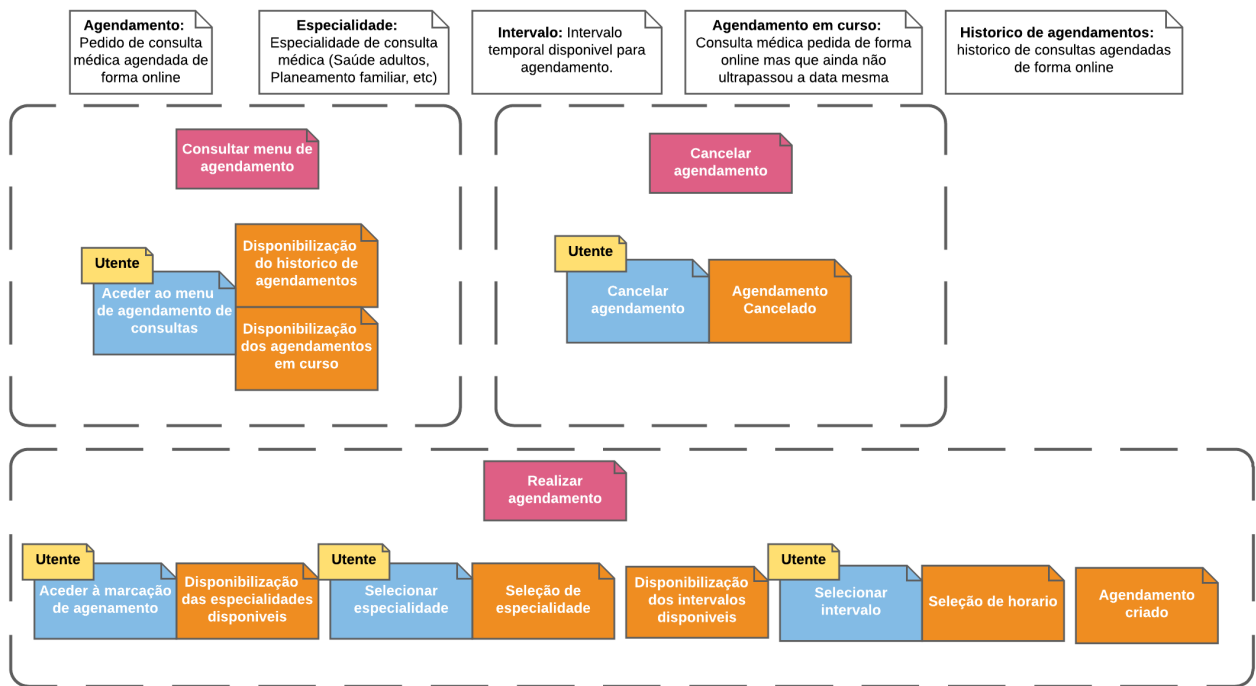 Agendamento:
Pedido de consulta
médica agendada de
forma online
Especialidade:
Especialidade de consulta
médica (Saúde adultos,
Planeamento familiar, etc)
Intervalo: Intervalo
temporal disponivel para
agendamento.
Agendamento em curso:
Consulta médica pedida de forma
online mas que ainda não
ultrapassou a data mesma
Historico de agendamentos:
historico de consultas agendadas
de forma online
Consultar menu de
agendamento
Utente
Aceder ao menu
de agendamento de
consultas
Disponibilização
do historico de
agendamentos
Disponibilização
dos agendamentos
em curso
Cancelar
agendamento
Utente
Cancelar
agendamento
Agendamento
Cancelado
Realizar
agendamento
Utente
Aceder à marcação
de agenamento
Disponibilização
das especialidades
disponiveis
Utente
Selecionar
especialidade
Seleção de
especialidade
Disponibilização
dos intervalos
disponiveis
Utente
Selecionar
intervalo
Seleção de horario
Agendamento
criado